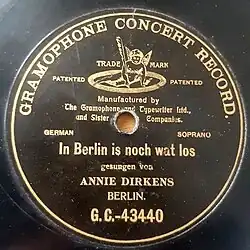 GRAMOPHONE CONCERT RECORD.
TRADE MARK
PATENTED PATENTED
Manufactured by
The Gramophone and Typewriter Ltd.,
and Sister Companies.
GERMAN SOPRANO
In Berlin is noch wat los
gesungen von
ANNIE DIRKENS
BERLIN.
G.C.-43440